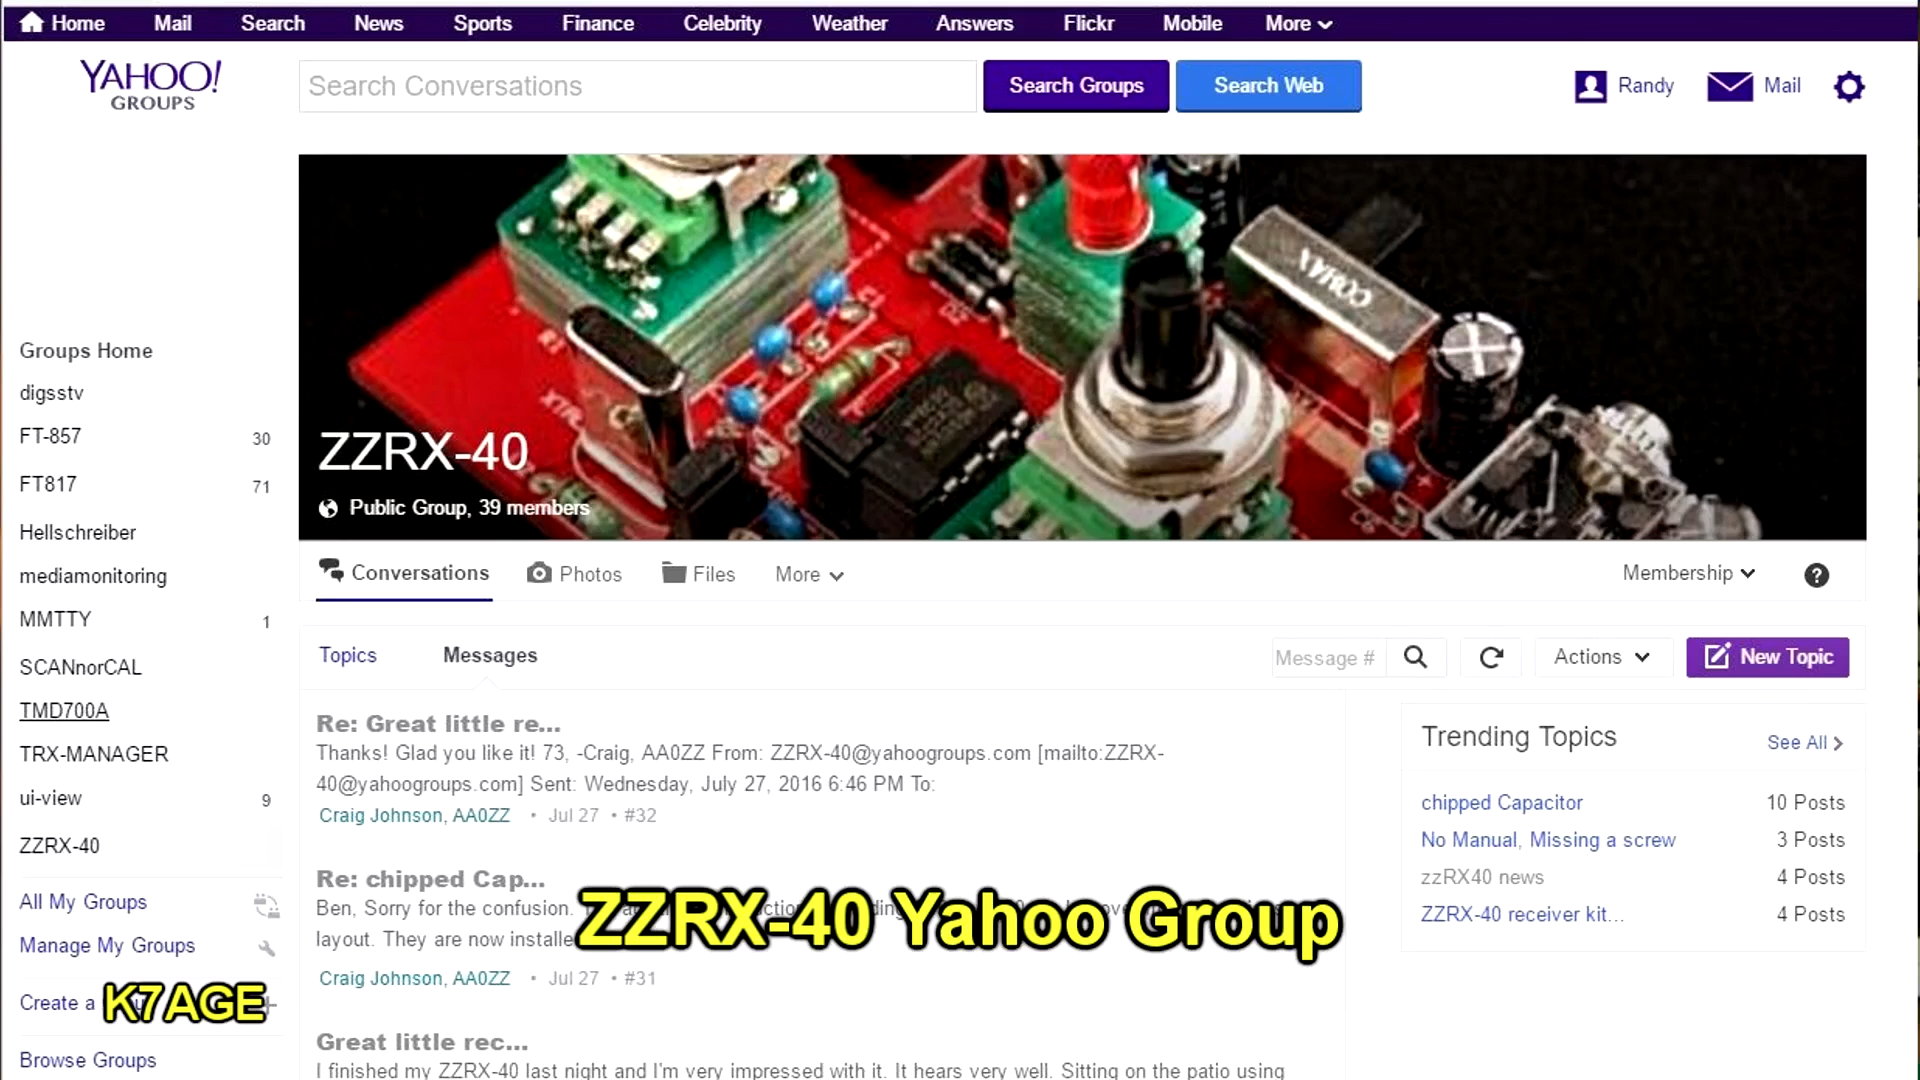 Home Mail Search News Sports Finance Celebrity Weather Answers Flickr Mobile More
YAHOO!
GROUPS
Search Conversations
Search Groups
Search Web
Randy
Mail
ZZRX-40
Public Group, 39 members
Groups Home
digsstv
FT-857 30
FT817 71
Hellschreiber
mediamonitoring
MMTTY 1
SCANnorCAL
TMD700A
TRX-MANAGER
ui-view 9
ZZRX-40
All My Groups
Manage My Groups
Create a
K7AGE
Browse Groups
Conversations Photos Files More
Membership
Topics Messages
Message #
Actions
New Topic
Re: Great little re...
Thanks! Glad you like it! 73, -Craig, AA0ZZ From: ZZRX-40@yahoogroups.com [mailto:ZZRX-
40@yahoogroups.com] Sent: Wednesday, July 27, 2016 6:46 PM To:
Craig Johnson, AA0ZZ • Jul 27 • #32
Re: chipped Cap...
Ben, Sorry for the confusion.
layout. They are now
Craig Johnson, AA0ZZ • Jul 27 • #31
ZZRX-40 Yahoo Group
Great little rec...
I finished my ZZRX-40 last night and I'm very impressed with it. It hears very well. Sitting on the patio using
Trending Topics
See All
chipped Capacitor 10 Posts
No Manual, Missing a screw 3 Posts
zzRX40 news 4 Posts
ZZRX-40 receiver kit... 4 Posts